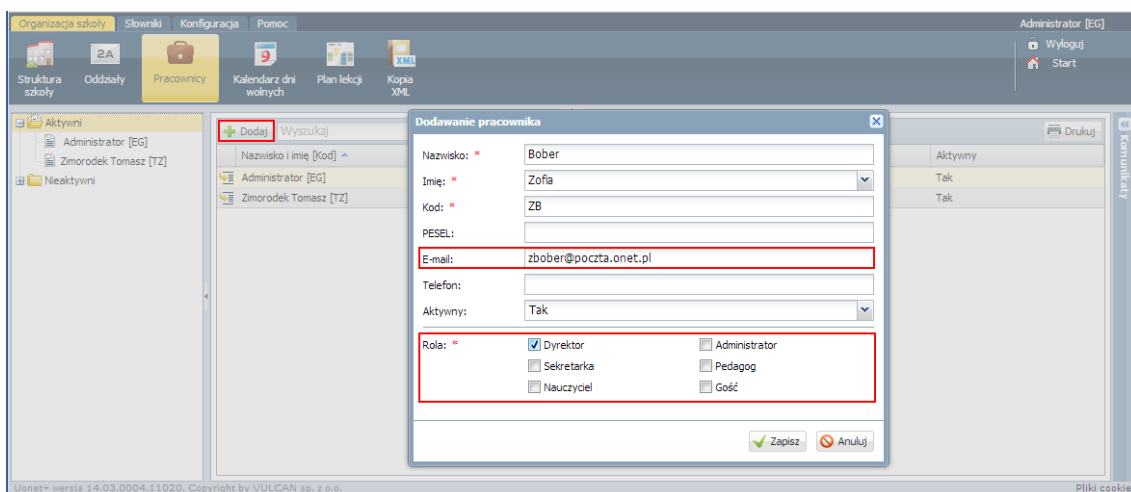 Organizacja szkoły Słowniki Konfiguracja Pomoc Administrator [EG]
2A 9 XML
Struktura szkoły Oddziały Pracownicy Kalendarz dni wolnych Plan lekcji Kopia XML
Wyloguj
Start
Aktywni
Administrator [EG]
Zimorodek Tomasz [TZ]
Nieaktywni
Dodaj Wyszukaj Drukuj
Nazwisko i imię [Kod] Aktywny
Administrator [EG] Tak
Zimorodek Tomasz [TZ] Tak
Komunikaty
Dodawanie pracownika
Nazwisko: * Bober
Imię: * Zofia
Kod: * ZB
PESEL:
E-mail: zbober@poczta.onet.pl
Telefon:
Aktywny: Tak
Rola: * Dyrektor Administrator
Sekretarka Pedagog
Nauczyciel Gość
Zapisz Anuluj
Uonet+ wersja 14.03.0004.11020. Copyright by VULCAN sp. z o.o. Pliki cookie